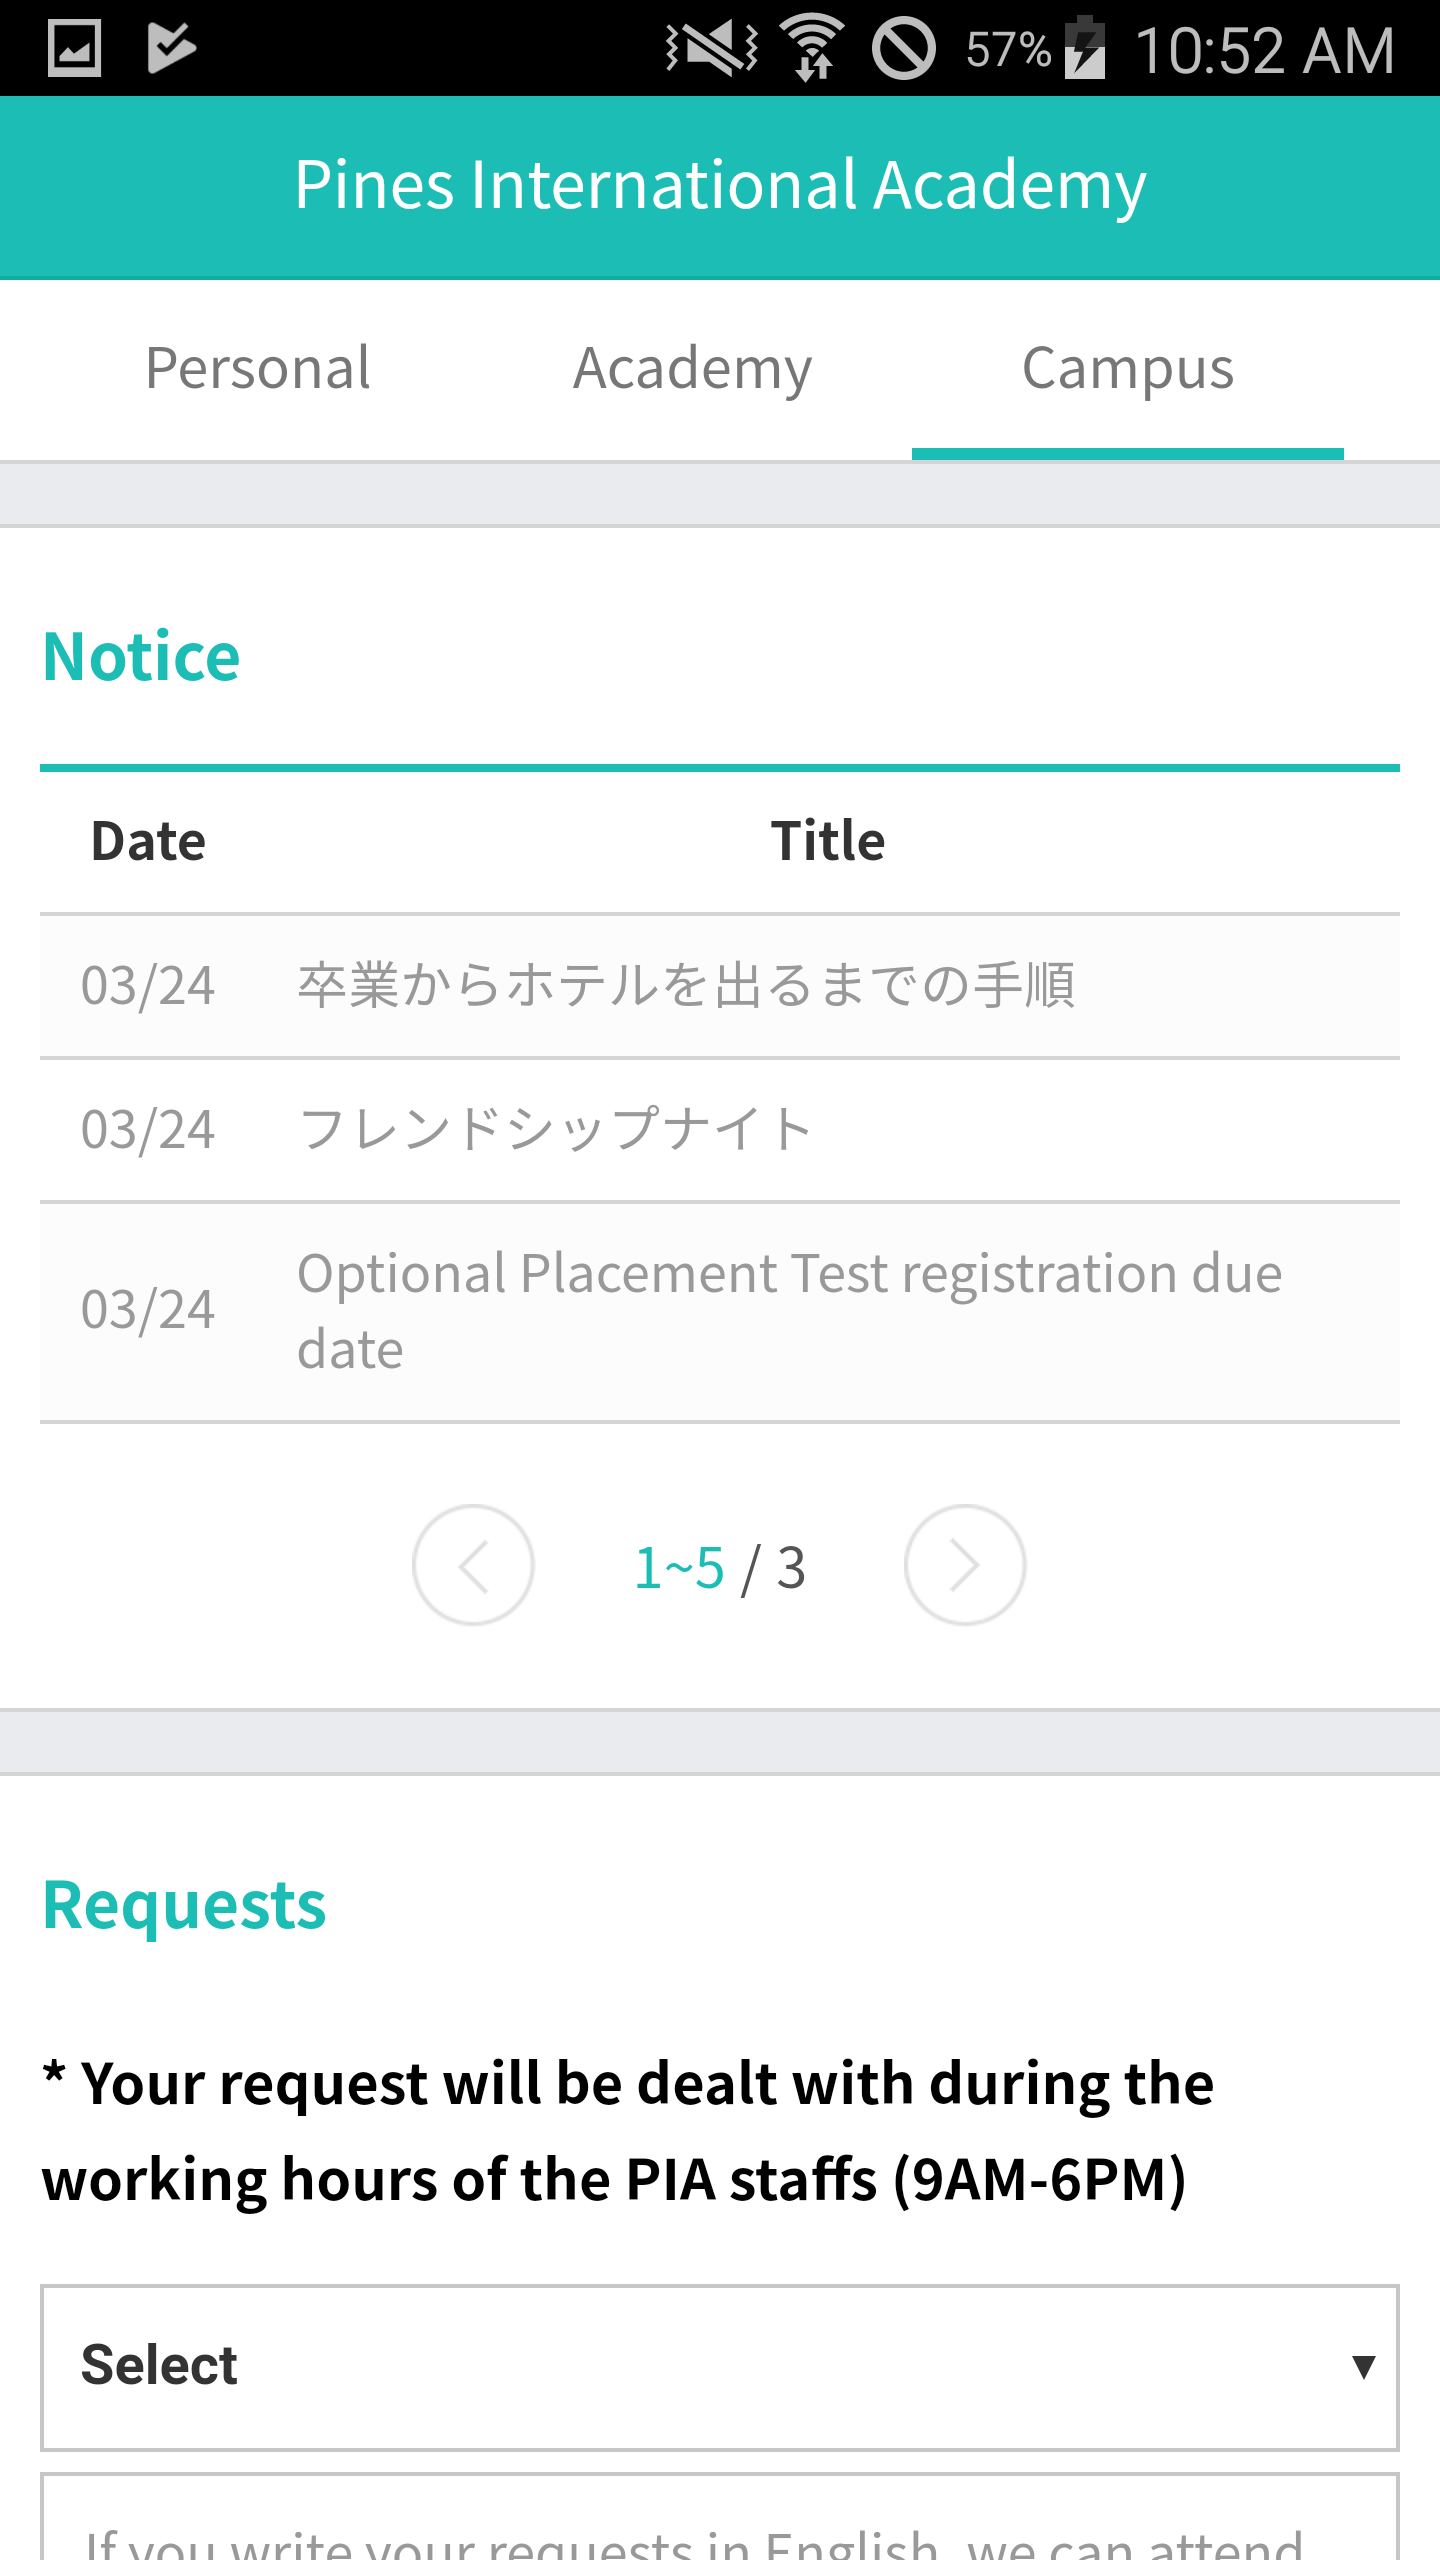 57% 10:52 AM
Pines International Academy
Personal Academy Campus
Notice
Date Title
03/24 卒業からホテルを出るまでの手順
03/24 フレンドシップナイト
03/24 Optional Placement Test registration due
date
1~5 / 3
Requests
* Your request will be dealt with during the
working hours of the PIA staffs (9AM-6PM)
Select
If you write your requests in English, we can attend